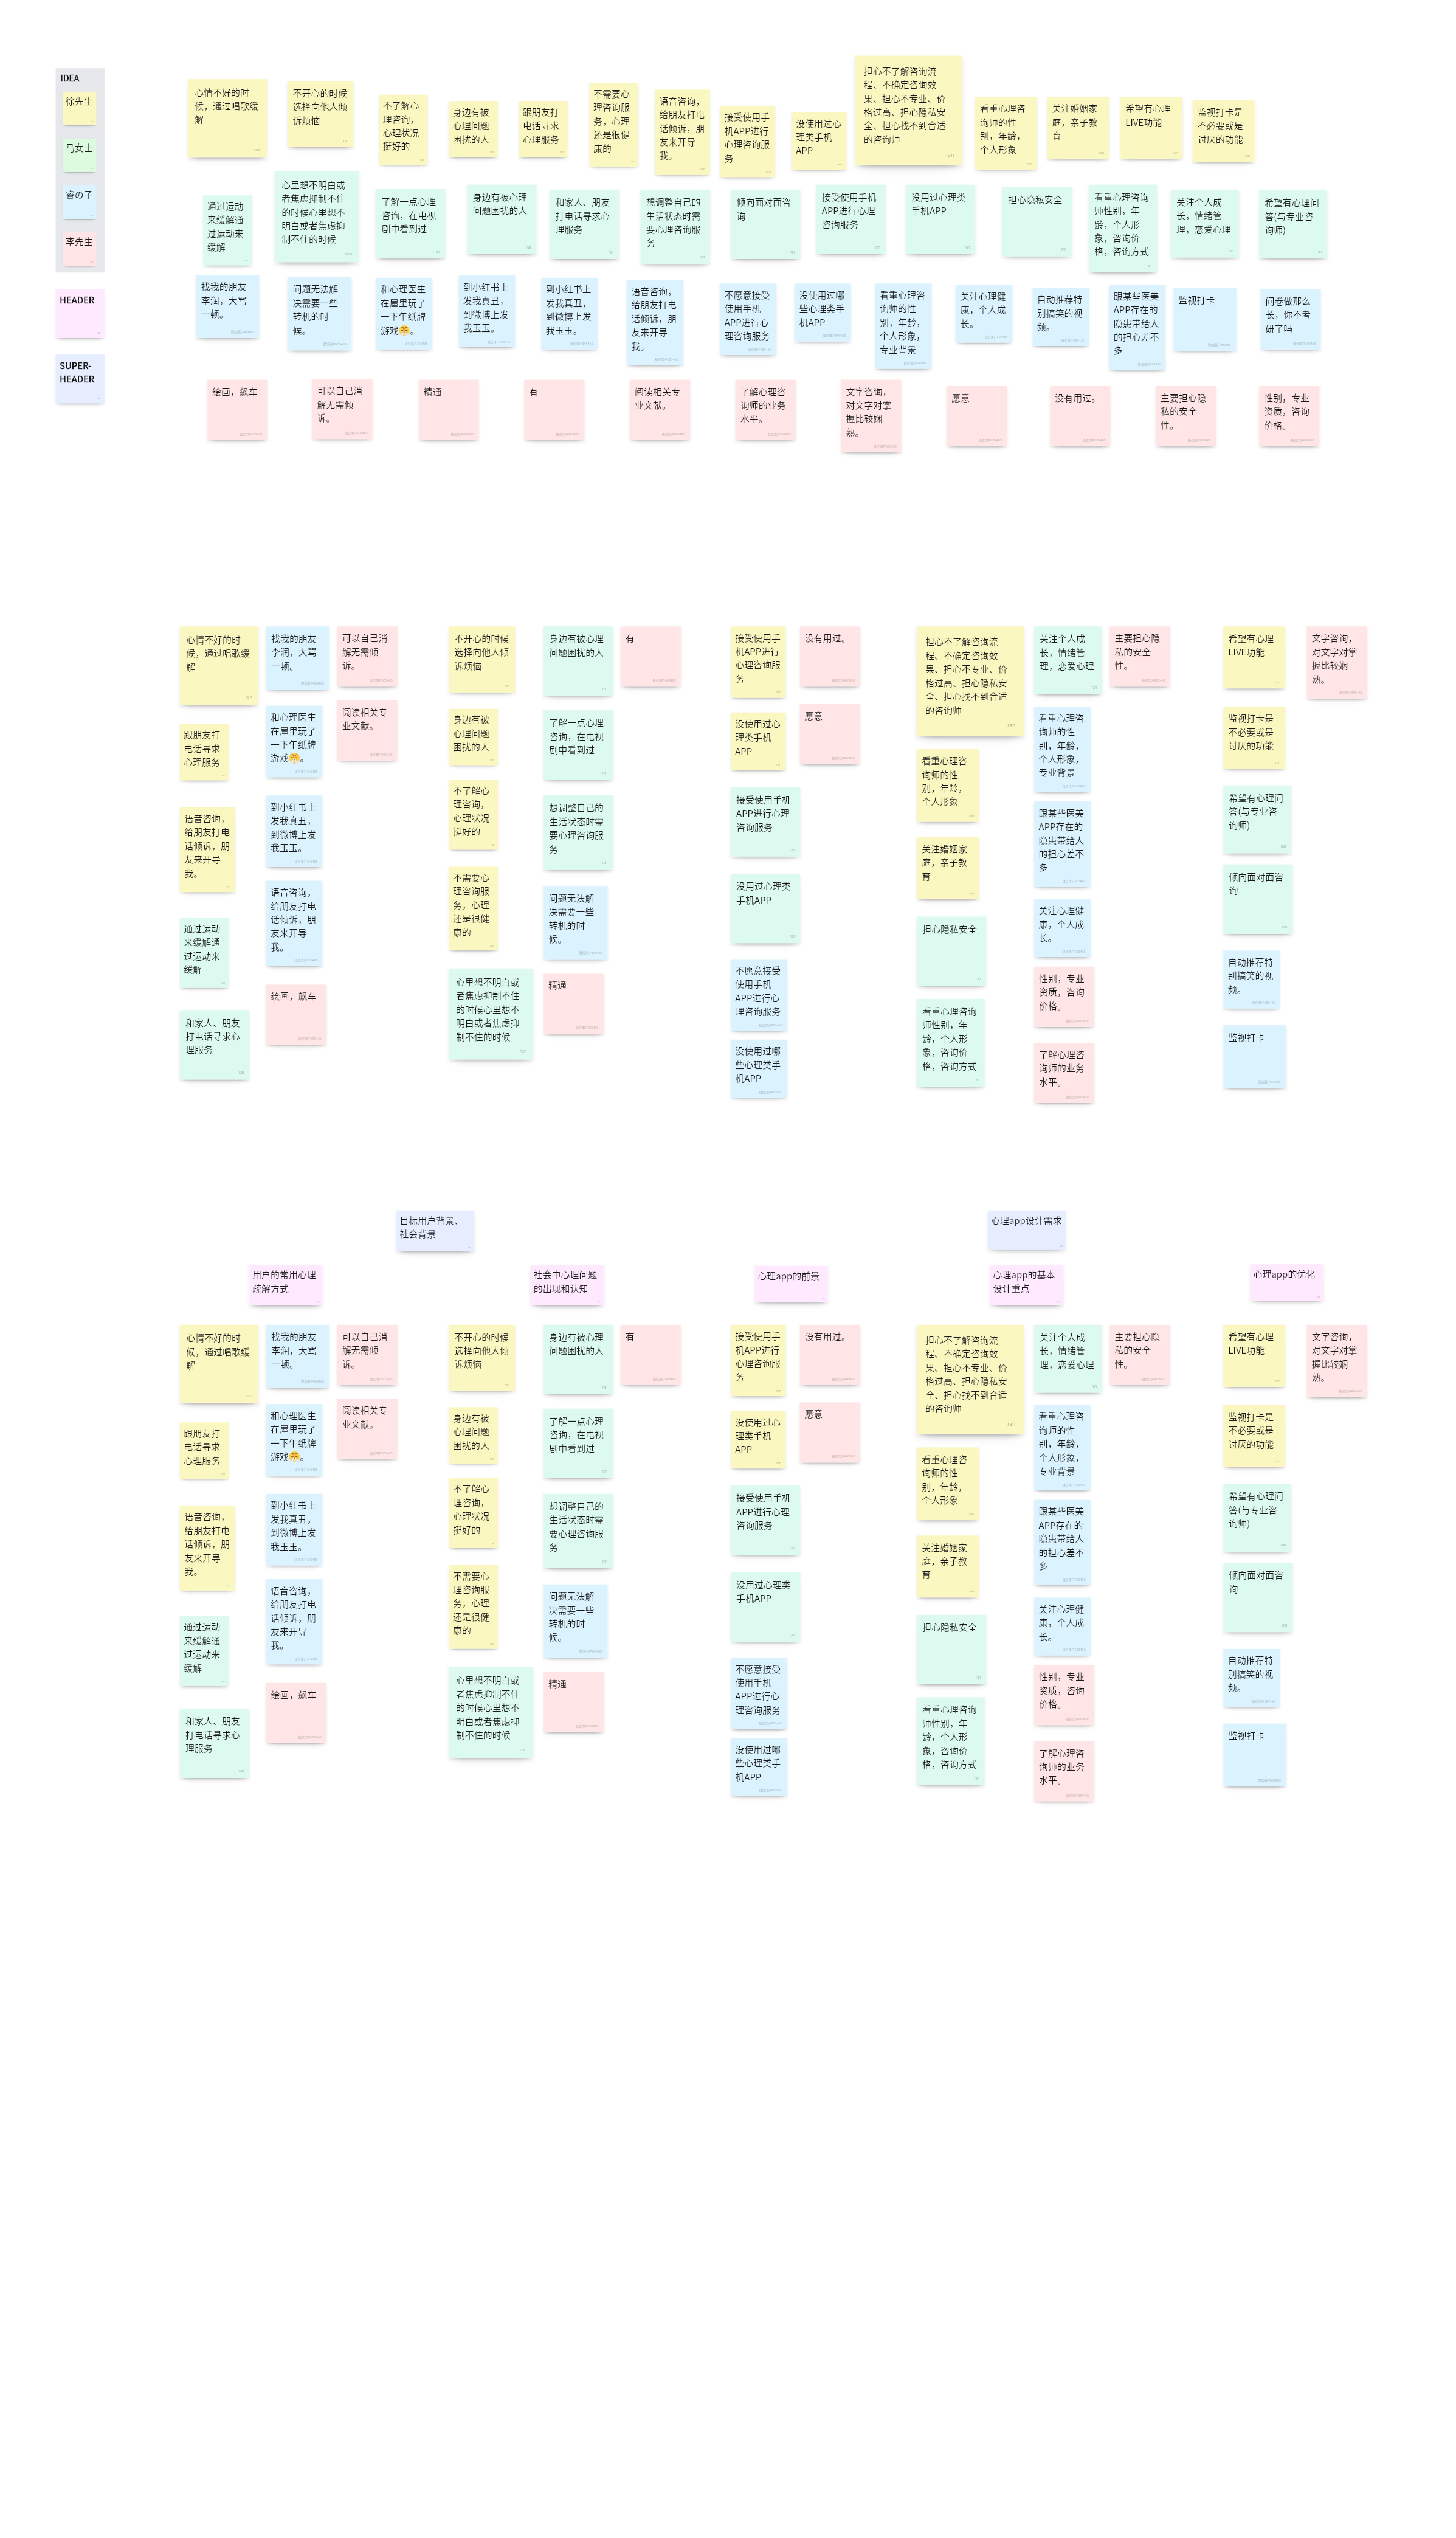 IDEA
徐先生
马女士
睿の子
李先生
HEADER
SUPER-
HEADER
心情不好的时
候，通过唱歌缓
解
不开心的时候
选择向他人倾
诉烦恼
不了解心
理咨询，
心理状况
挺好的
身边有被
心理问题
困扰的人
跟朋友打
电话寻求
心理服务
不需要心
理咨询服
务，心理
还是很健
康的
语音咨询，
给朋友打电
话倾诉，朋
友来开导
我。
接受使用手
机APP进行
心理咨询服
务
没使用过心
理类手机
APP
担心不了解咨询流
程、不确定咨询效
果、担心不专业、价
格过高、担心隐私安
全、担心找不到合适
的咨询师
看重心理咨
询师的性
别，年龄，
个人形象
关注婚姻家
庭，亲子教
育
希望有心理
LIVE功能
监视打卡是
不必要或是
讨厌的功能
通过运动
来缓解通
过运动来
缓解
心里想不明白或
者焦虑抑制不住
的时候心里想不
明白或者焦虑抑
制不住的时候
了解一点心理
咨询，在电视
剧中看到过
身边有被心理
问题困扰的人
和家人、朋友
打电话寻求心
理服务
想调整自己的
生活状态时需
要心理咨询服
务
倾向面对面咨
询
接受使用手机
APP进行心理
咨询服务
没用过心理类
手机APP
担心隐私安全
看重心理咨询
师性别，年
龄，个人形
象，咨询价
格，咨询方式
关注个人成
长，情绪管
理，恋爱心理
希望有心理问
答(与专业咨
询师)
找我的朋友
李润，大骂
一顿。
问题无法解
决需要一些
转机的时
候。
和心理医生
在屋里玩了
一下午纸牌
游戏😤。
到小红书上
发我真丑，
到微博上发
我玉玉。
到小红书上
发我真丑，
到微博上发
我玉玉。
语音咨询，
给朋友打电
话倾诉，朋
友来开导
我。
不愿意接受
使用手机
APP进行心
理咨询服务
没使用过哪
些心理类手
机APP
看重心理咨
询师的性
别，年龄，
个人形象，
专业背景
关注心理健
康，个人成
长。
自动推荐特
别搞笑的视
频。
跟某些医美
APP存在的
隐患带给人
的担心差不
多
监视打卡
问卷做那么
长，你不考
研了吗
绘画，飙车
可以自己消
解无需倾
诉。
精通
有
阅读相关专
业文献。
了解心理咨
询师的业务
水平。
文字咨询，
对文字对掌
握比较娴
熟。
愿意
没有用过。
主要担心隐
私的安全
性。
性别，专业
资质，咨询
价格。
心情不好的时
候，通过唱歌缓
解
跟朋友打
电话寻求
心理服务
语音咨询，
给朋友打电
话倾诉，朋
友来开导
我。
通过运动
来缓解通
过运动来
缓解
和家人、朋友
打电话寻求心
理服务
找我的朋友
李润，大骂
一顿。
和心理医生
在屋里玩了
一下午纸牌
游戏😤。
到小红书上
发我真丑，
到微博上发
我玉玉。
语音咨询，
给朋友打电
话倾诉，朋
友来开导
我。
绘画，飙车
可以自己消
解无需倾
诉。
阅读相关专
业文献。
不开心的时候
选择向他人倾
诉烦恼
身边有被
心理问题
困扰的人
不了解心
理咨询，
心理状况
挺好的
不需要心
理咨询服
务，心理
还是很健
康的
心里想不明白或
者焦虑抑制不住
的时候心里想不
明白或者焦虑抑
制不住的时候
身边有被心理
问题困扰的人
了解一点心理
咨询，在电视
剧中看到过
想调整自己的
生活状态时需
要心理咨询服
务
问题无法解
决需要一些
转机的时
候。
精通
有
接受使用手
机APP进行
心理咨询服
务
没使用过心
理类手机
APP
接受使用手机
APP进行心理
咨询服务
没用过心理类
手机APP
不愿意接受
使用手机
APP进行心
理咨询服务
没使用过哪
些心理类手
机APP
没有用过。
愿意
担心不了解咨询流
程、不确定咨询效
果、担心不专业、价
格过高、担心隐私安
全、担心找不到合适
的咨询师
看重心理咨
询师的性
别，年龄，
个人形象
关注婚姻家
庭，亲子教
育
担心隐私安全
看重心理咨询
师性别，年
龄，个人形
象，咨询价
格，咨询方式
关注个人成
长，情绪管
理，恋爱心理
看重心理咨
询师的性
别，年龄，
个人形象，
专业背景
跟某些医美
APP存在的
隐患带给人
的担心差不
多
关注心理健
康，个人成
长。
性别，专业
资质，咨询
价格。
了解心理咨
询师的业务
水平。
主要担心隐
私的安全
性。
希望有心理
LIVE功能
监视打卡是
不必要或是
讨厌的功能
希望有心理问
答(与专业咨
询师)
倾向面对面咨
询
自动推荐特
别搞笑的视
频。
监视打卡
文字咨询，
对文字对掌
握比较娴
熟。
目标用户背景、
社会背景
心理app设计需求
用户的常用心理
疏解方式
社会中心理问题
的出现和认知
心理app的前景
心理app的基本
设计重点
心理app的优化
心情不好的时
候，通过唱歌缓
解
跟朋友打
电话寻求
心理服务
语音咨询，
给朋友打电
话倾诉，朋
友来开导
我。
通过运动
来缓解通
过运动来
缓解
和家人、朋友
打电话寻求心
理服务
找我的朋友
李润，大骂
一顿。
和心理医生
在屋里玩了
一下午纸牌
游戏😤。
到小红书上
发我真丑，
到微博上发
我玉玉。
语音咨询，
给朋友打电
话倾诉，朋
友来开导
我。
绘画，飙车
可以自己消
解无需倾
诉。
阅读相关专
业文献。
不开心的时候
选择向他人倾
诉烦恼
身边有被
心理问题
困扰的人
不了解心
理咨询，
心理状况
挺好的
不需要心
理咨询服
务，心理
还是很健
康的
心里想不明白或
者焦虑抑制不住
的时候心里想不
明白或者焦虑抑
制不住的时候
身边有被心理
问题困扰的人
了解一点心理
咨询，在电视
剧中看到过
想调整自己的
生活状态时需
要心理咨询服
务
问题无法解
决需要一些
转机的时
候。
精通
有
接受使用手
机APP进行
心理咨询服
务
没使用过心
理类手机
APP
接受使用手机
APP进行心理
咨询服务
没用过心理类
手机APP
不愿意接受
使用手机
APP进行心
理咨询服务
没使用过哪
些心理类手
机APP
没有用过。
愿意
担心不了解咨询流
程、不确定咨询效
果、担心不专业、价
格过高、担心隐私安
全、担心找不到合适
的咨询师
看重心理咨
询师的性
别，年龄，
个人形象
关注婚姻家
庭，亲子教
育
担心隐私安全
看重心理咨询
师性别，年
龄，个人形
象，咨询价
格，咨询方式
关注个人成
长，情绪管
理，恋爱心理
看重心理咨
询师的性
别，年龄，
个人形象，
专业背景
跟某些医美
APP存在的
隐患带给人
的担心差不
多
关注心理健
康，个人成
长。
性别，专业
资质，咨询
价格。
了解心理咨
询师的业务
水平。
主要担心隐
私的安全
性。
希望有心理
LIVE功能
监视打卡是
不必要或是
讨厌的功能
希望有心理问
答(与专业咨
询师)
倾向面对面咨
询
自动推荐特
别搞笑的视
频。
监视打卡
文字咨询，
对文字对掌
握比较娴
熟。